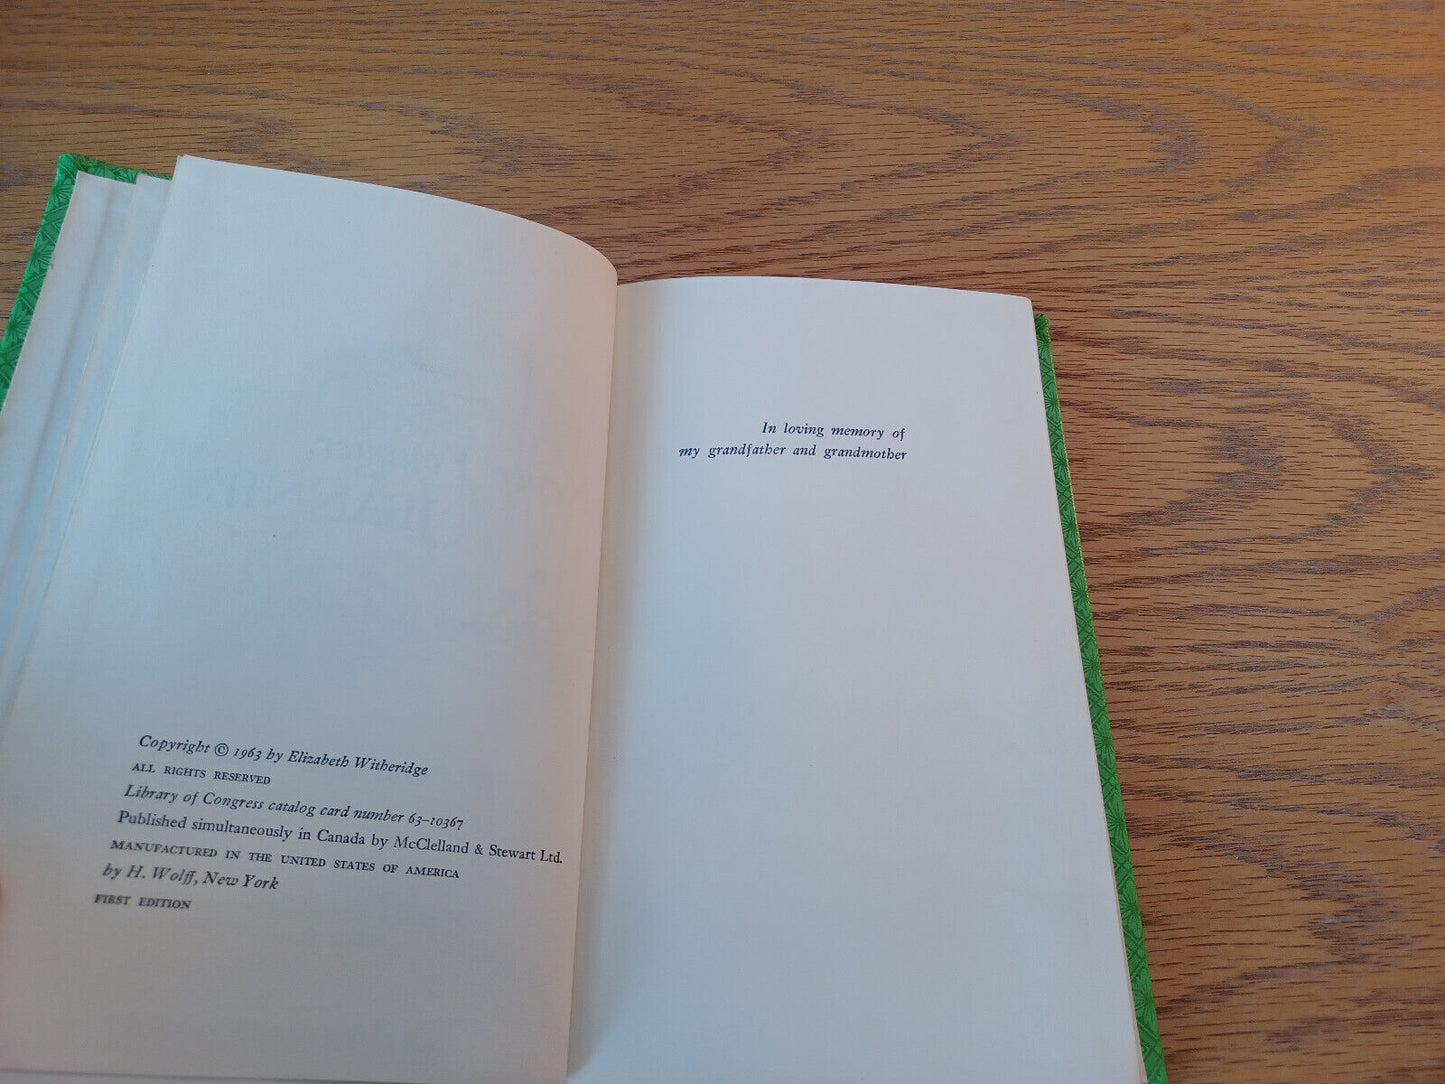 Copyright © 1963 by Elizabeth Witheridge
ALL RIGHTS RESERVED
Library of Congress catalog card number 63–10367
Published simultaneously in Canada by McClelland & Stewart Ltd.
MANUFACTURED IN THE UNITED STATES OF AMERICA
by H. Wolff, New York
FIRST EDITION
In loving memory of
my grandfather and grandmother